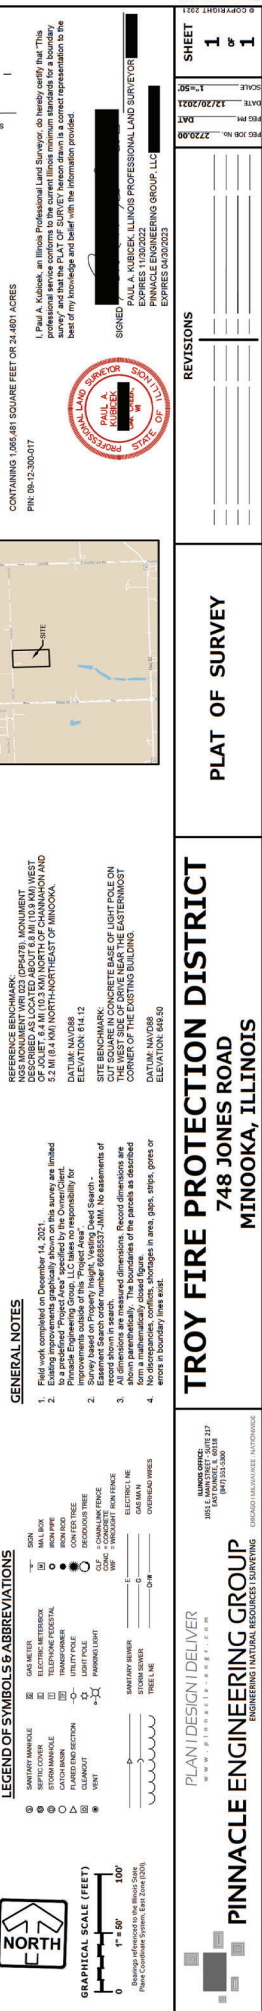 NORTH
GRAPHICAL SCALE (FEET)
0 1" = 50' 100'
Bearings referenced to the Illinois State
Plane Coordinate System, East Zone (1201).
LEGEND OF SYMBOLS & ABBREVIATIONS
SANITARY MANHOLE
SEPTIC COVER
STORM MANHOLE
CATCH BASIN
FLARED END SECTION
CLEANOUT
VENT
GAS METER
ELECTRIC METER/BOX
TELEPHONE PEDESTAL
TRANSFORMER
UTILITY POLE
LIGHT POLE
PARKING LIGHT
SIGN
MAIL BOX
IRON PIPE
IRON ROD
CONIFER TREE
DECIDUOUS TREE
CLF = CHAIN-LINK FENCE
CONC = CONCRETE
WIF = WROUGHT IRON FENCE
SANITARY SEWER
STORM SEWER
TREE LINE
E ELECTRIC LINE
G GAS MAIN
OHW OVERHEAD WIRES
GENERAL NOTES
1. Field work completed on December 14, 2021.
2. Existing improvements graphically shown on this survey are limited
to a predefined "Project Area" specified by the Owner/Client.
Pinnacle Engineering Group, LLC takes no responsibility for
improvements outside of this "Project Area".
2. Survey based on Property Insight, Vesting Deed Search -
Easement Search order number 66685537-JMM. No easements of
record shown in search.
3. All dimensions are measured dimensions. Record dimensions are
shown parenthetically. The boundaries of the parcels as described
form a mathematically closed figure.
4. No discrepancies, conflicts, shortages in area, gaps, strips, gores or
errors in boundary lines exist.
REFERENCE BENCHMARK:
NGS MONUMENT WRI 023 (DP5478). MONUMENT
DESCRIBED AS LOCATED ABOUT 6.8 MI (10.9 KM) WEST
OF JOLIET, 6.4 MI (10.3 KM) NORTH OF CHANNAHON AND
5.2 MI (8.4 KM) NORTH-NORTHEAST OF MINOOKA.
DATUM: NAVD88
ELEVATION: 614.12
SITE BENCHMARK:
CUT SQUARE IN CONCRETE BASE OF LIGHT POLE ON
THE WEST SIDE OF DRIVE NEAR THE EASTERNMOST
CORNER OF THE EXISTING BUILDING.
DATUM: NAVD88
ELEVATION: 649.50
SITE
CONTAINING 1,065,481 SQUARE FEET OR 24.4601 ACRES
PIN: 09-12-300-017
I, Paul A. Kubicek, an Illinois Professional Land Surveyor, do hereby certify that "This
professional service conforms to the current Illinois minimum standards for a boundary
survey" and that the PLAT OF SURVEY hereon drawn is a correct representation to the
best of my knowledge and belief with the information provided.
PROFESSIONAL LAND SURVEYOR
PAUL A.
KUBICEK
OAK CREEK,
WI
STATE OF ILLINOIS
SIGNED
PAUL A. KUBICEK, ILLINOIS PROFESSIONAL LAND SURVEYOR
EXPIRES 11/30/2022
PINNACLE ENGINEERING GROUP, LLC
EXPIRES 04/30/2023
PLAN | DESIGN | DELIVER
www.pinnacle-engr.com
PINNACLE ENGINEERING GROUP
ENGINEERING | NATURAL RESOURCES | SURVEYING
ILLINOIS OFFICE:
1051 E. MAIN STREET - SUITE 217
EAST DUNDEE, IL 60118
(847) 551-5300
CHICAGO | MILWAUKEE : NATIONWIDE
TROY FIRE PROTECTION DISTRICT
748 JONES ROAD
MINOOKA, ILLINOIS
PLAT OF SURVEY
REVISIONS
PEG JOB No. 2720.00
PEG PM DAT
DATE 12/20/2021
SCALE 1"=50'
SHEET
1
OF
1
© COPYRIGHT 2021